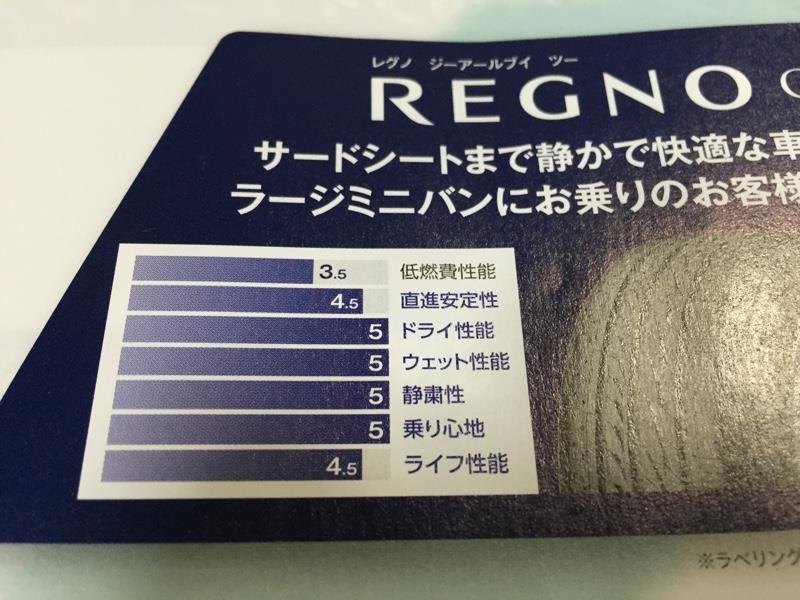 レグノ ジーアールブイ ツー
REGNO
サードシートまで静かで快適な車
ラージミニバンにお乗りのお客様
3.5 低燃費性能
4.5 直進安定性
5 ドライ性能
5 ウェット性能
5 静粛性
5 乗り心地
4.5 ライフ性能
※ラベリング